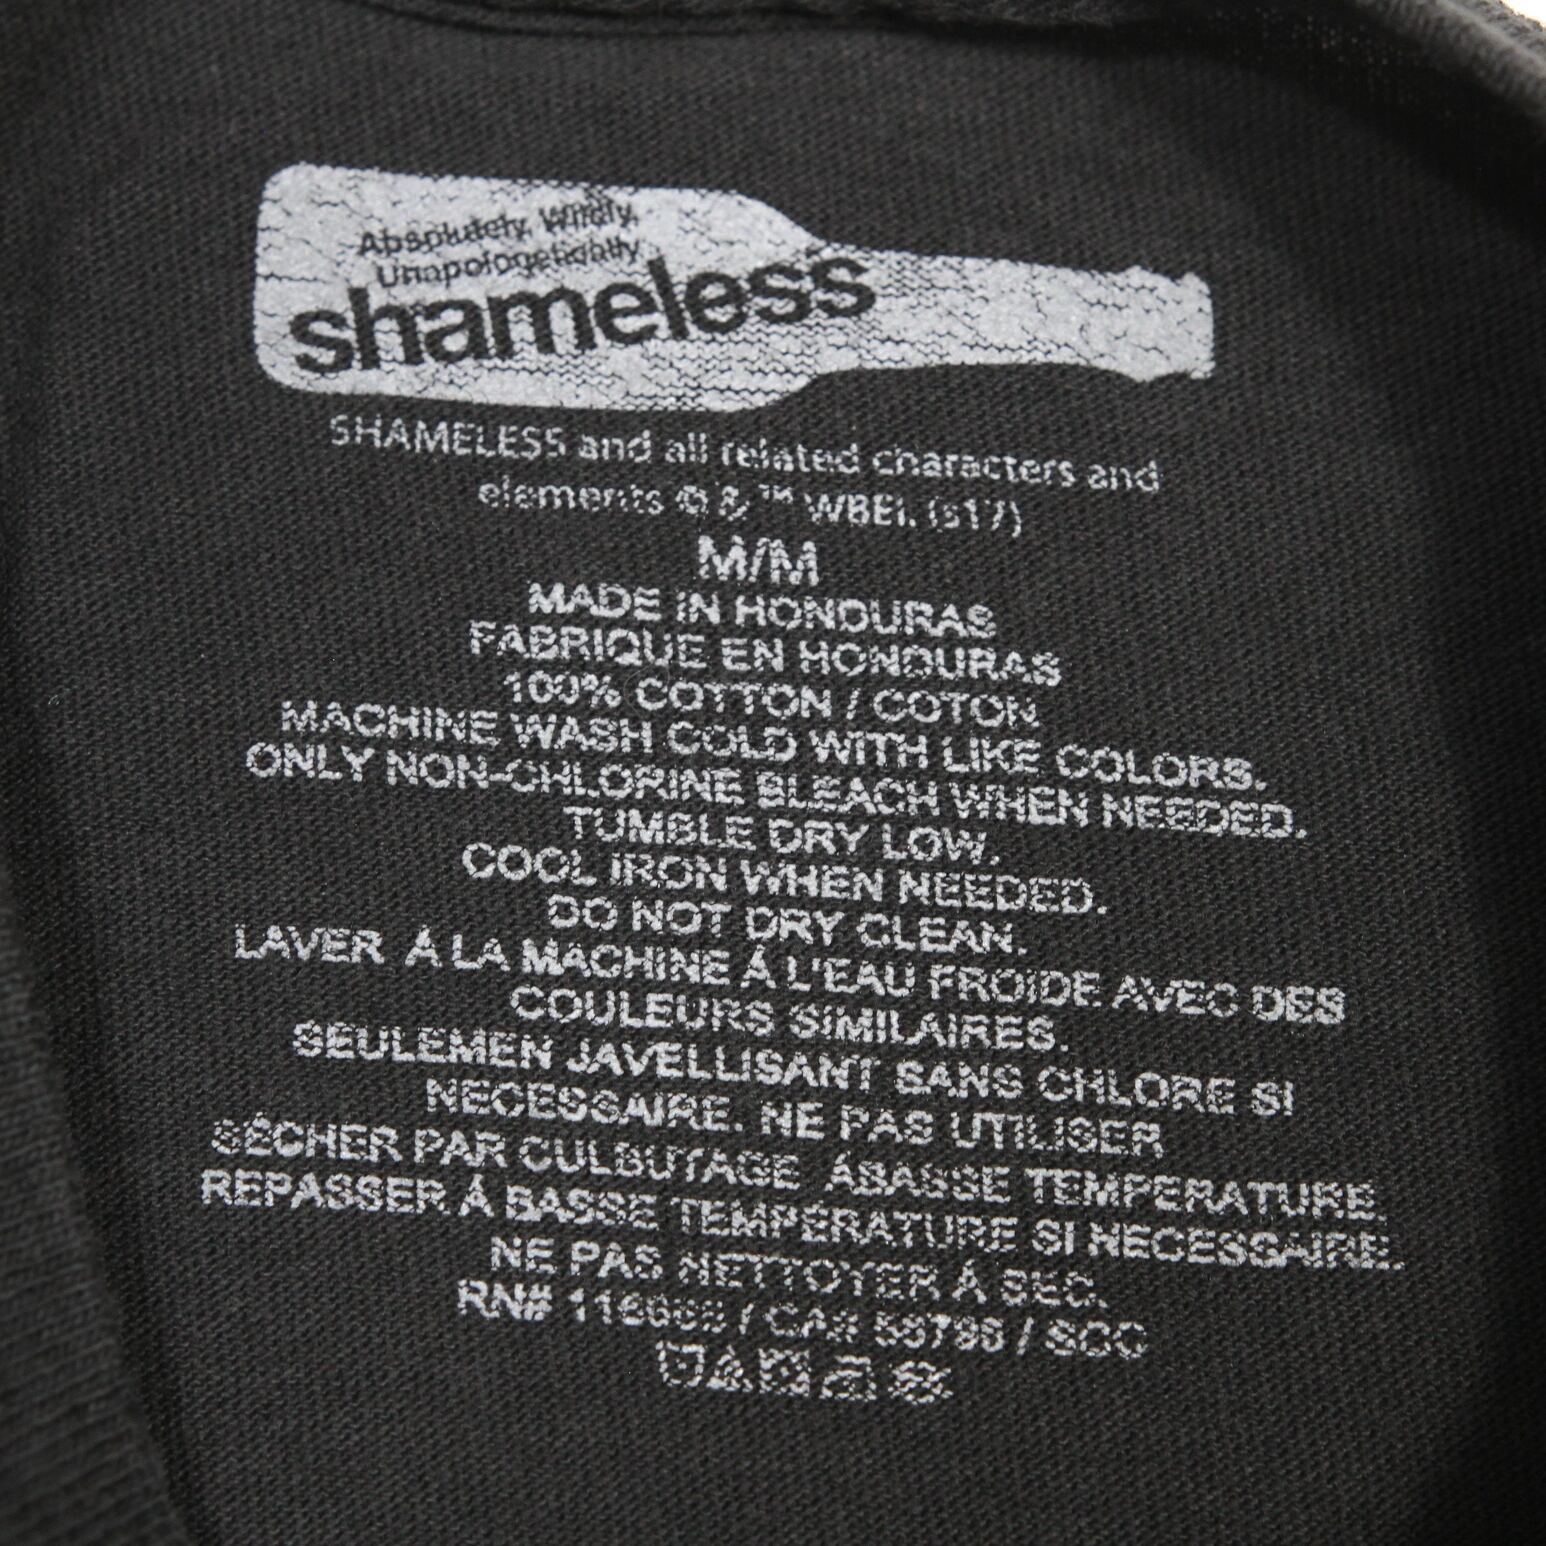 Absolutely Wildly
Unapologetically
shameless
SHAMELESS and all related characters and
elements © & ™ WBEI. (s17)
M/M
MADE IN HONDURAS
FABRIQUE EN HONDURAS
100% COTTON / COTON
MACHINE WASH COLD WITH LIKE COLORS.
ONLY NON-CHLORINE BLEACH WHEN NEEDED.
TUMBLE DRY LOW.
COOL IRON WHEN NEEDED.
DO NOT DRY CLEAN.
LAVER À LA MACHINE À L'EAU FROIDE AVEC DES
COULEURS SIMILAIRES.
SEULEMEN JAVELLISANT SANS CHLORE SI
NECESSAIRE. NE PAS UTILISER
SÉCHER PAR CULBUTAGE ÀBASSE TEMPERATURE.
REPASSER À BASSE TEMPERATURE SI NECESSAIRE.
NE PAS NETTOYER À SEC.
RN# / CA# / SCC